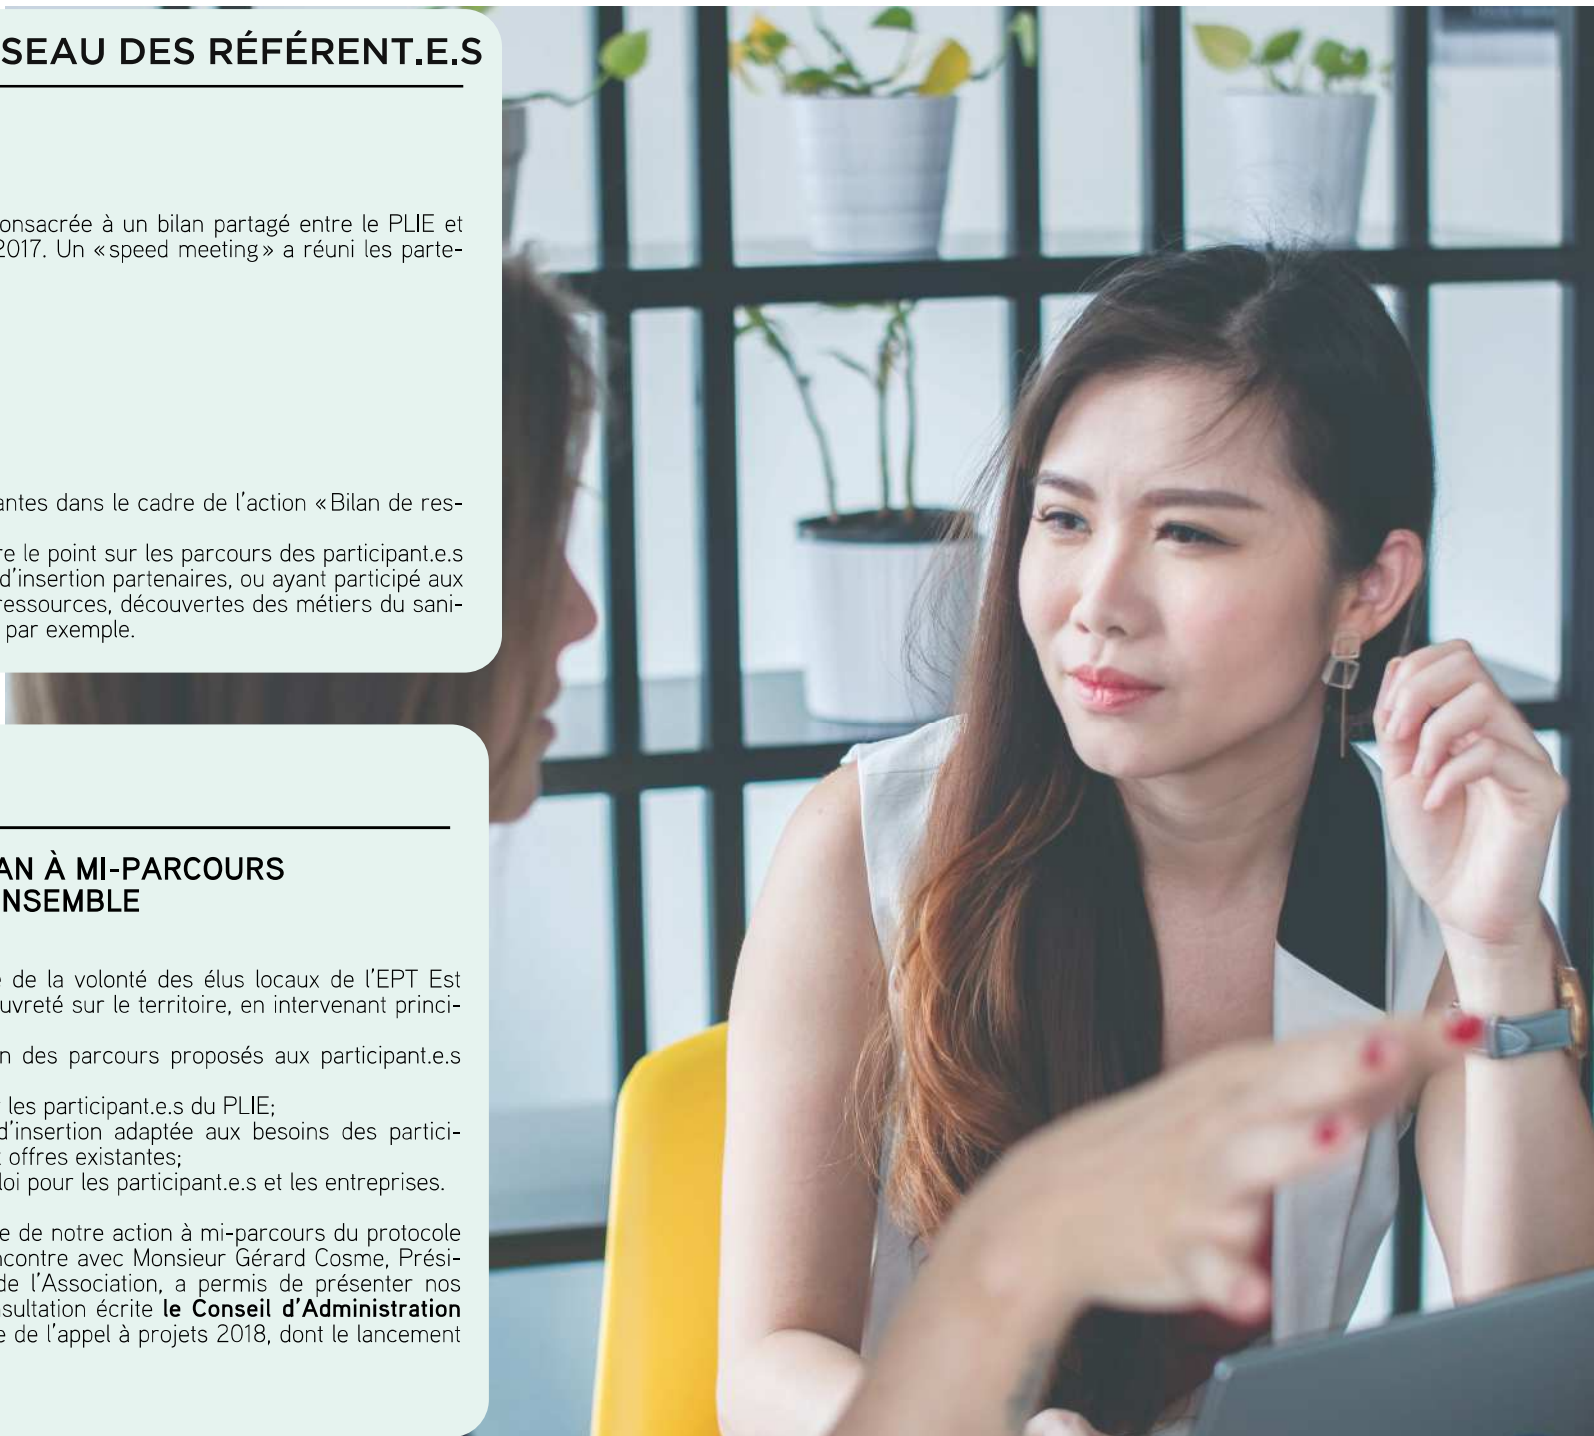 SEAU DES RÉFÉRENT.E.S
onsacrée à un bilan partagé entre le PLIE et
2017. Un «speed meeting» a réuni les parte-
antes dans le cadre de l'action «Bilan de res-
re le point sur les parcours des participant.e.s
d'insertion partenaires, ou ayant participé aux
ressources, découvertes des métiers du sani-
par exemple.
AN À MI-PARCOURS
NSEMBLE
e de la volonté des élus locaux de l'EPT Est
uvreté sur le territoire, en intervenant princi-
n des parcours proposés aux participant.e.s
r les participant.e.s du PLIE;
d'insertion adaptée aux besoins des partici-
x offres existantes;
loi pour les participant.e.s et les entreprises.
e de notre action à mi-parcours du protocole
ncontre avec Monsieur Gérard Cosme, Prési-
de l'Association, a permis de présenter nos
nsultation écrite le Conseil d'Administration
e de l'appel à projets 2018, dont le lancement